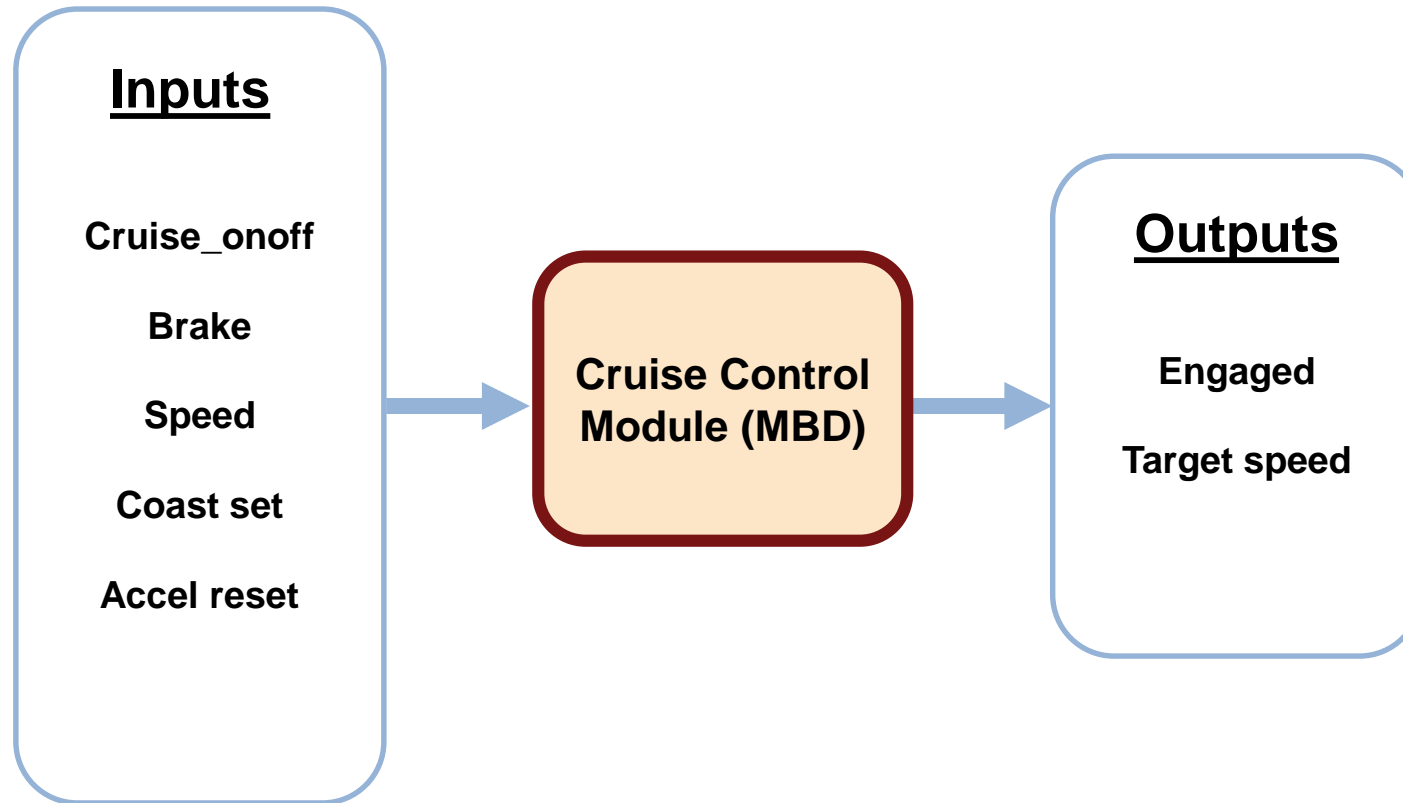 Inputs
Cruise_onoff
Brake
Speed
Coast set
Accel reset
Cruise Control
Module (MBD)
Outputs
Engaged
Target speed